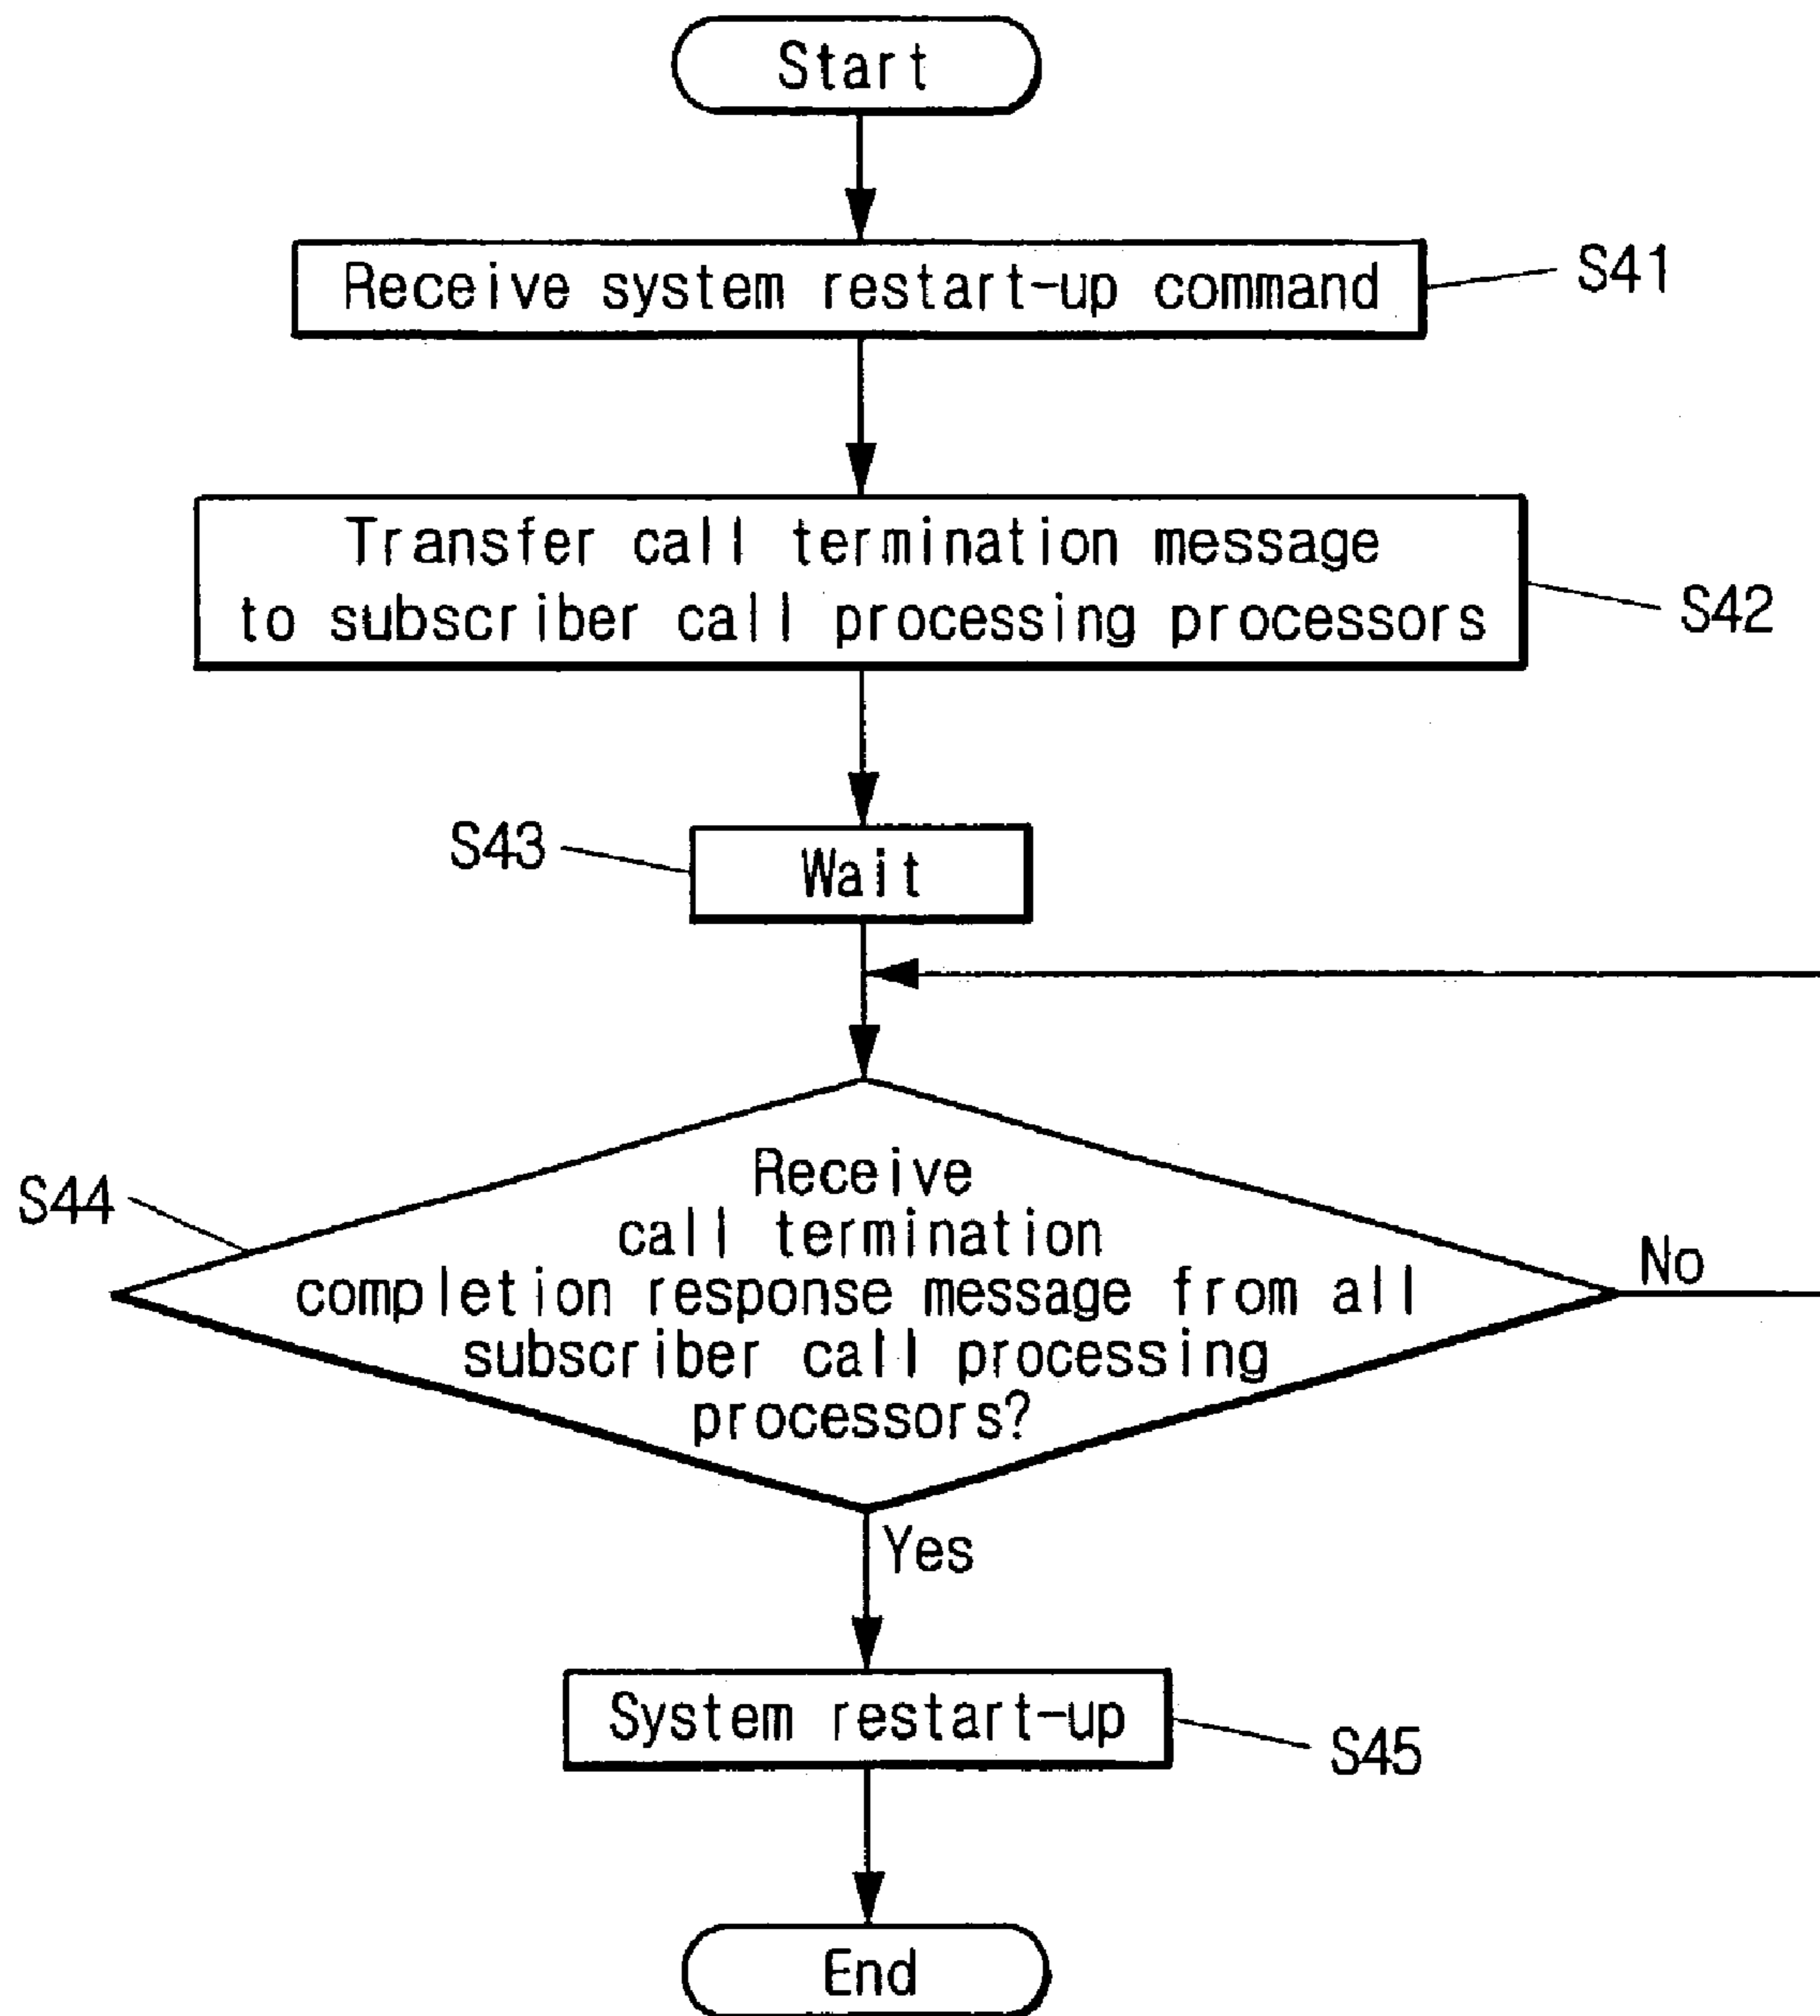 Start
Receive system restart-up command
S41
Transfer call termination message
to subscriber call processing processors
S42
S43
Wait
S44
Receive
call termination
completion response message from all
subscriber call processing
processors?
No
Yes
System restart-up
S45
End